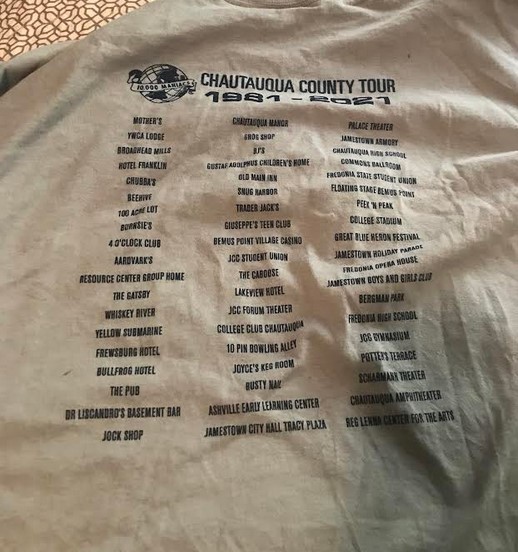 10,000 MANIACS
CHAUTAUQUA COUNTY TOUR
1981 - 2021
MOTHER'S
YWCA LODGE
BROADHEAD MILLS
HOTEL FRANKLIN
CHUBBA'S
BEEHIVE
100 ACRE LOT
BURNSIE'S
4 O'CLOCK CLUB
AARDVARK'S
RESOURCE CENTER GROUP HOME
THE GATSBY
WHISKEY RIVER
YELLOW SUBMARINE
FREWSBURG HOTEL
BULLFROG HOTEL
THE PUB
DR LISCANDRO'S BASEMENT BAR
JOCK SHOP
CHAUTAUQUA MANOR
GROG SHOP
BJ'S
GUSTAF ADOLPHUS CHILDREN'S HOME
OLD MAIN INN
SNUG HARBOR
TRADER JACK'S
GIUSEPPE'S TEEN CLUB
BEMUS POINT VILLAGE CASINO
JCC STUDENT UNION
THE CAROUSE
LAKEVIEW HOTEL
JCC FORUM THEATER
COLLEGE CLUB CHAUTAUQUA
10 PIN BOWLING ALLEY
JOYCE'S KEG ROOM
RUSTY NAIL
ASHVILLE EARLY LEARNING CENTER
JAMESTOWN CITY HALL TRACY PLAZA
PALACE THEATER
JAMESTOWN ARMORY
CHAUTAUQUA HIGH SCHOOL
COMMONS BALLROOM
FREDONIA STATE STUDENT UNION
FLOATING STAGE BEMUS POINT
PEEK 'N PEAK
COLLEGE STADIUM
GREAT BLUE HERON FESTIVAL
JAMESTOWN HOLIDAY PARADE
FREDONIA OPERA HOUSE
JAMESTOWN BOYS AND GIRLS CLUB
BERGMAN PARK
FREDONIA HIGH SCHOOL
JCC GYMNASIUM
POTTER'S TERRACE
SCHARMANN THEATER
CHAUTAUQUA AMPHITHEATER
REG LENNA CENTER FOR THE ARTS